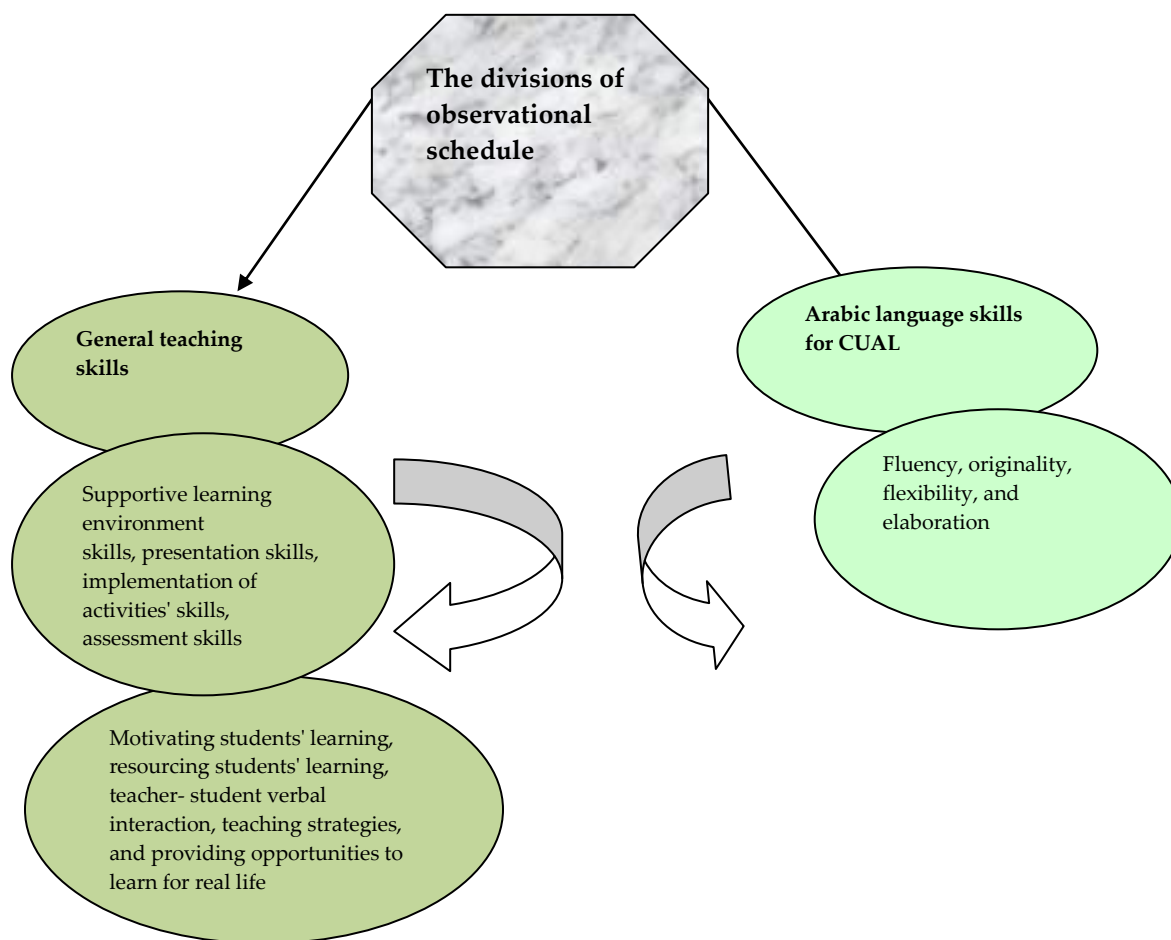 The divisions of
observational
schedule
General teaching
skills
Arabic language skills
for CUAL
Supportive learning
environment
skills, presentation skills,
implementation of
activities' skills,
assessment skills
Fluency, originality,
flexibility, and
elaboration
Motivating students' learning,
resourcing students' learning,
teacher- student verbal
interaction, teaching strategies,
and providing opportunities to
learn for real life